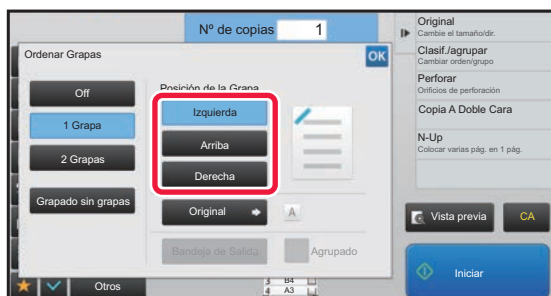 Nº de copias 1
Ordenar Grapas
OK
Off
1 Grapa
2 Grapas
Grapado sin grapas
Posición de la Grapa
Izquierda
Arriba
Derecha
Original
A
Bandeja de Salida
Agrupado
Otros
3 B4
4 A3
Original
Cambie el tamaño/dir.
Clasif./agrupar
Cambiar orden/grupo
Perforar
Orificios de perforación
Copia A Doble Cara
N-Up
Colocar varias pág. en 1 pág.
Vista previa
CA
Iniciar